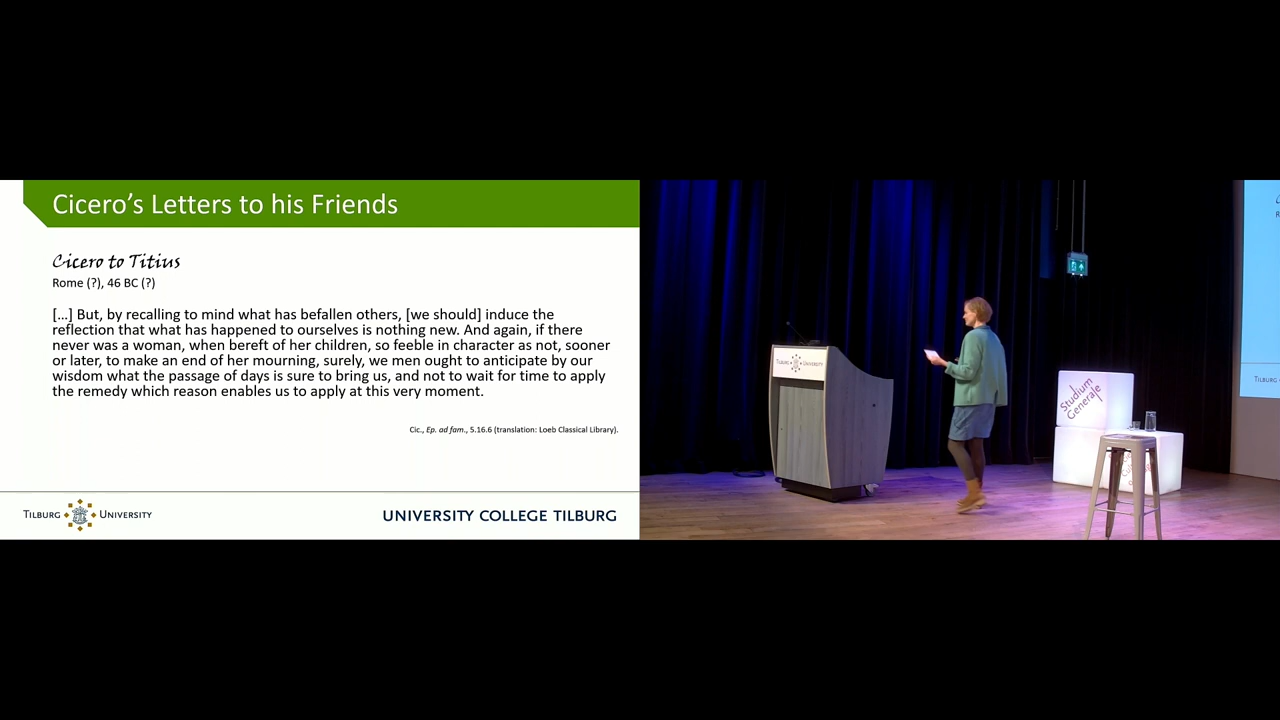 Cicero's Letters to his Friends
Cicero to Titius
Rome (?), 46 BC (?)
[...] But, by recalling to mind what has befallen others, [we should] induce the
reflection that what has happened to ourselves is nothing new. And again, if there
never was a woman, when bereft of her children, so feeble in character as not, sooner
or later, to make an end of her mourning, surely, we men ought to anticipate by our
wisdom what the passage of days is sure to bring us, and not to wait for time to apply
the remedy which reason enables us to apply at this very moment.
Cic., Ep. ad fam., 5.16.6 (translation: Loeb Classical Library).
TILBURG UNIVERSITY
UNIVERSITY COLLEGE TILBURG
TILBURG UNIVERSITY
Studium
Generale
TILBURG